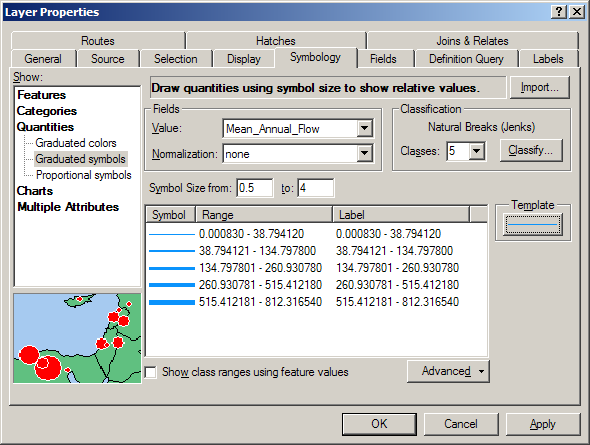 Layer Properties
Routes Hatches Joins & Relates
General Source Selection Display Symbology Fields Definition Query Labels
Show:
Features
Categories
Quantities
Graduated colors
Graduated symbols
Proportional symbols
Charts
Multiple Attributes
Draw quantities using symbol size to show relative values. Import...
Fields
Value: Mean_Annual_Flow
Normalization: none
Classification
Natural Breaks (Jenks)
Classes: 5 Classify...
Symbol Size from: 0.5 to: 4
Template
Symbol Range Label
0.000830 - 38.794120 0.000830 - 38.794120
38.794121 - 134.797800 38.794121 - 134.797800
134.797801 - 260.930780 134.797801 - 260.930780
260.930781 - 515.412180 260.930781 - 515.412180
515.412181 - 812.316540 515.412181 - 812.316540
Show class ranges using feature values Advanced
OK Cancel Apply